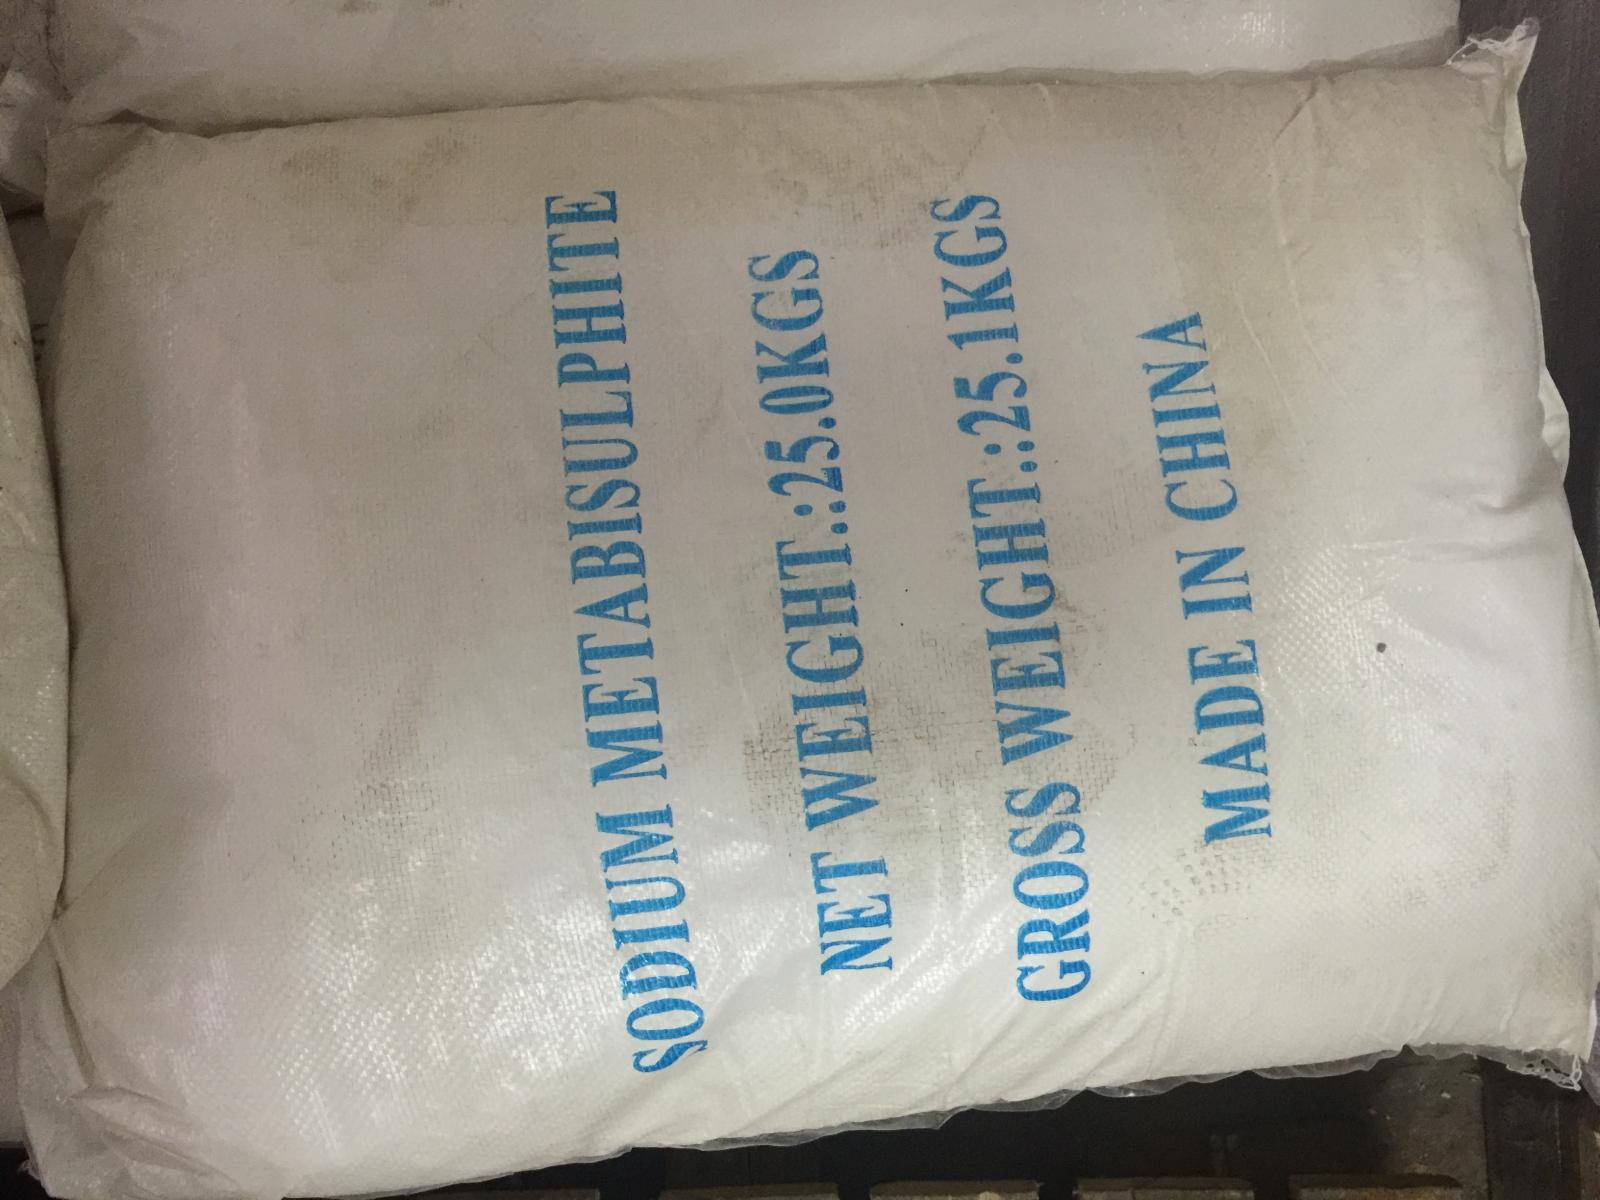 SODIUM METABISULPHITE
NET WEIGHT.:25.0KGS
GROSS WEIGHT.:25.1KGS
MADE IN CHINA